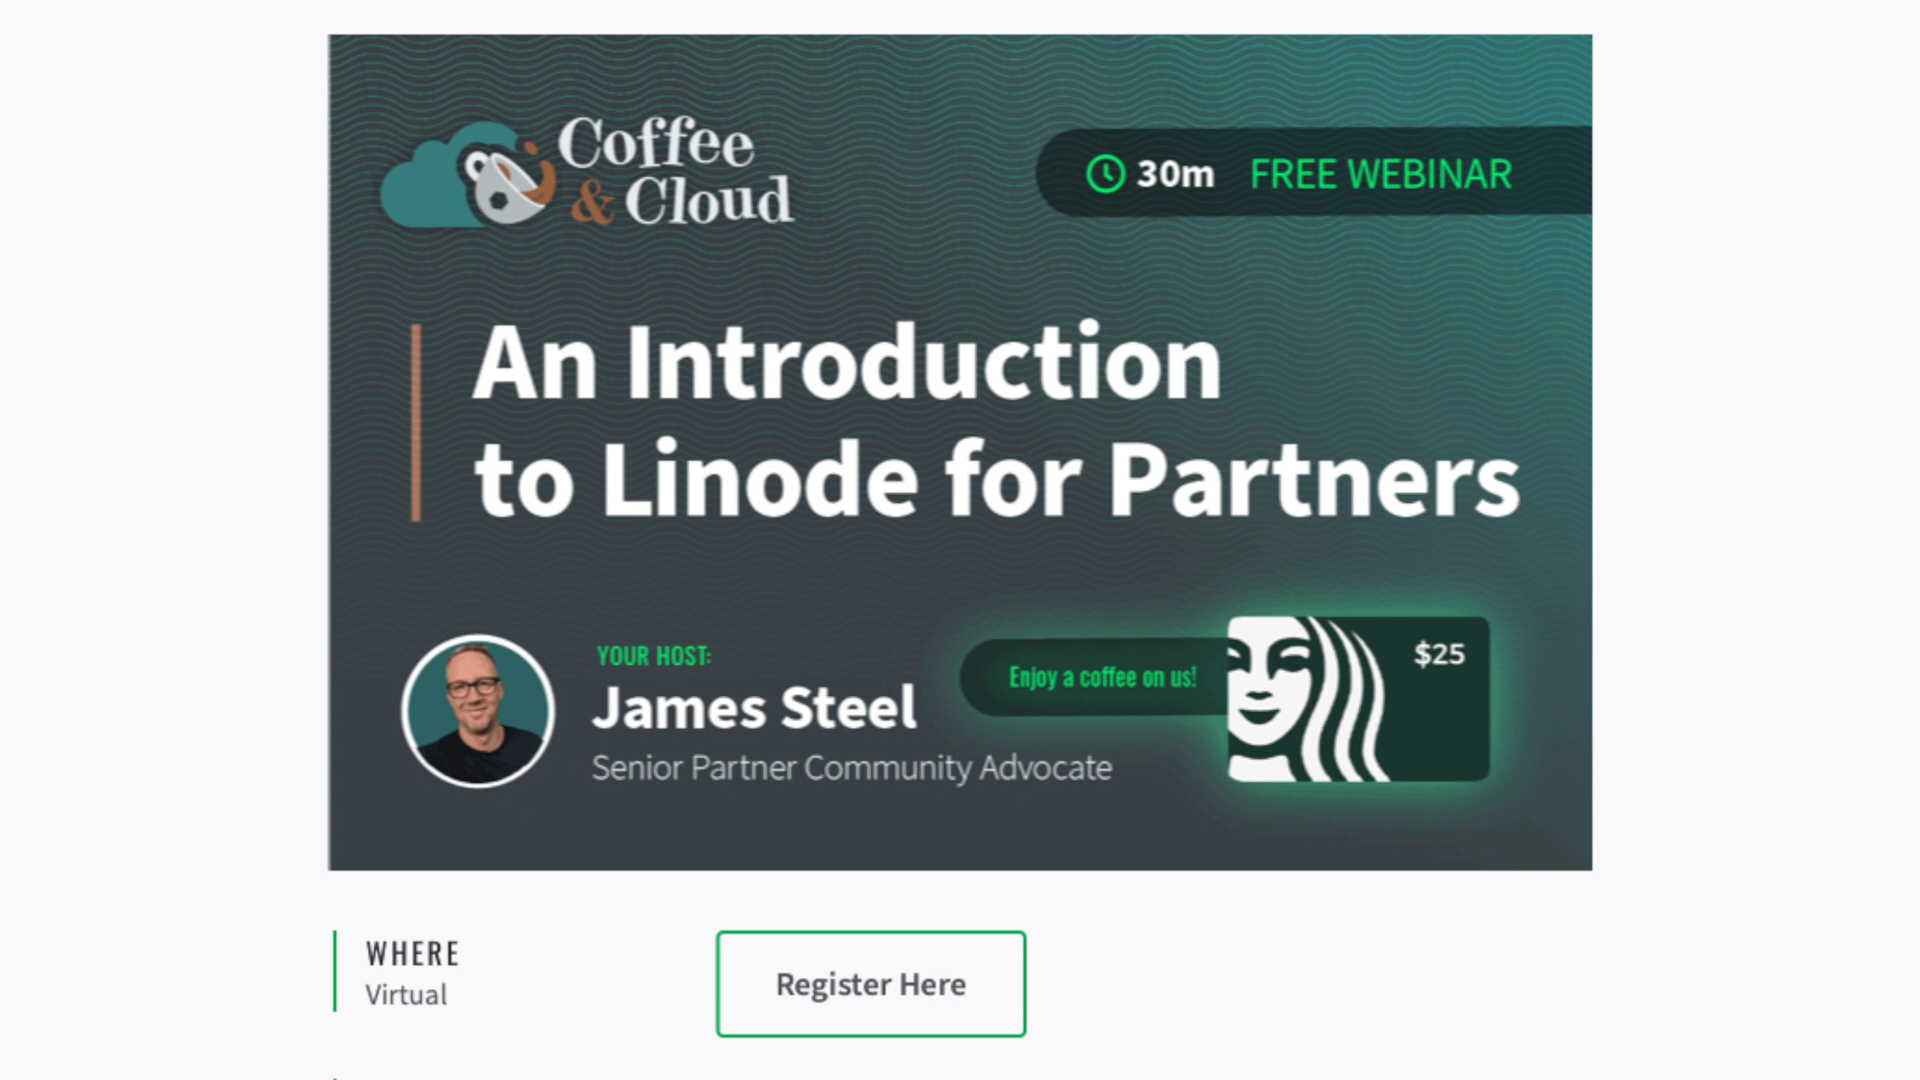 Coffee
& Cloud
30m FREE WEBINAR
An Introduction
to Linode for Partners
YOUR HOST:
James Steel
Senior Partner Community Advocate
Enjoy a coffee on us!
$25
WHERE
Virtual
Register Here